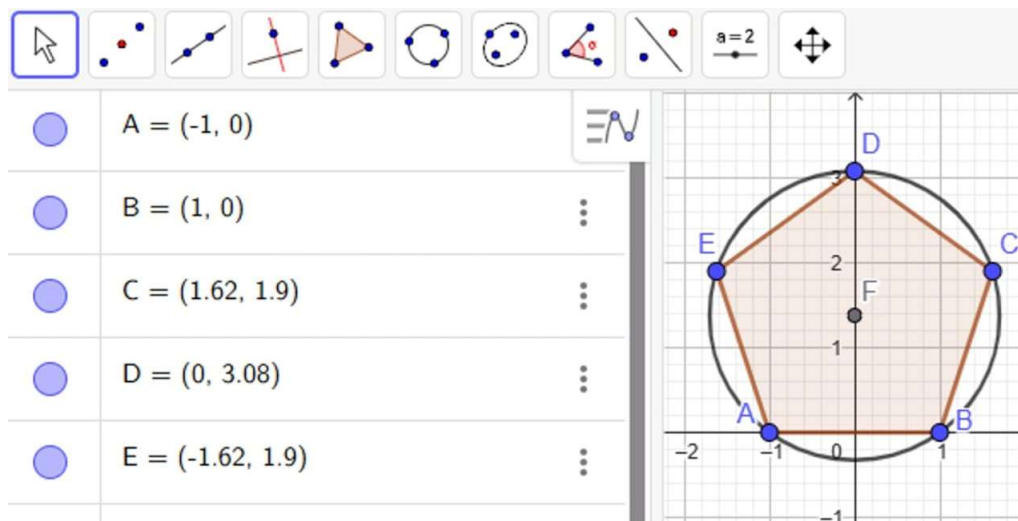 a=2
A = (-1, 0)
B = (1, 0)
C = (1.62, 1.9)
D = (0, 3.08)
E = (-1.62, 1.9)
D
3
E
C
2
F
1
A
B
−2
−1
0
1
−1